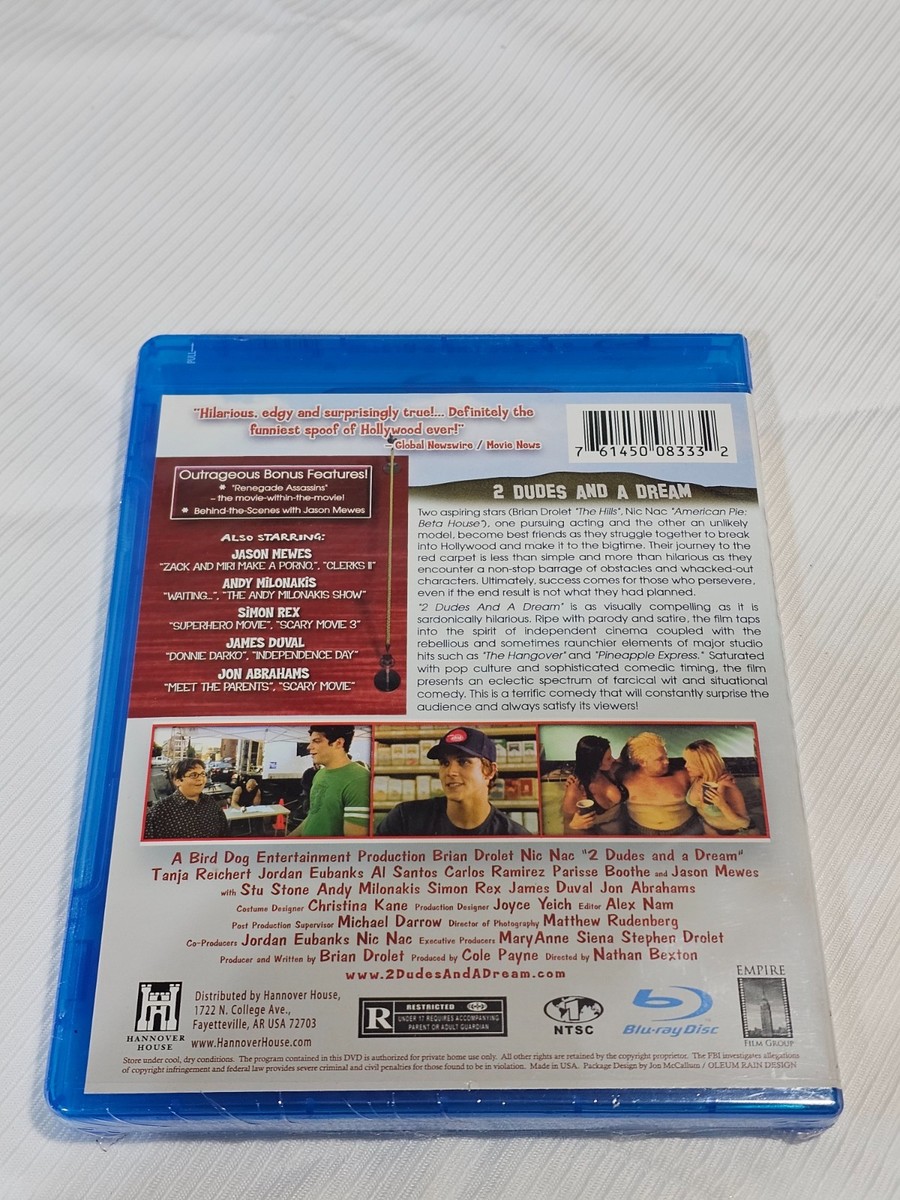 PULL
"Hilarious, edgy and surprisingly true!... Definitely the
funniest spoof of Hollywood ever!"
– Global Newswire / Movie News
7 61450 08333 2
Outrageous Bonus Features!
* "Renegade Assassins"
– the movie-within-the-movie!
* Behind-the-Scenes with Jason Mewes
ALSO STARRING:
JASON MEWES
"ZACK AND MIRI MAKE A PORNO,", "CLERKS II"
ANDY MILONAKIS
"WAITING...", "THE ANDY MILONAKIS SHOW"
SIMON REX
"SUPERHERO MOVIE", "SCARY MOVIE 3"
JAMES DUVAL
"DONNIE DARKO", "INDEPENDENCE DAY"
JON ABRAHAMS
"MEET THE PARENTS", "SCARY MOVIE"
2 DUDES AND A DREAM
Two aspiring stars (Brian Drolet "The Hills", Nic Nac "American Pie:
Beta House"), one pursuing acting and the other an unlikely
model, become best friends as they struggle together to break
into Hollywood and make it to the bigtime. Their journey to the
red carpet is less than simple and more than hilarious as they
encounter a non-stop barrage of obstacles and whacked-out
characters. Ultimately, success comes for those who persevere,
even if the end result is not what they had planned.
"2 Dudes And A Dream" is as visually compelling as it is
sardonically hilarious. Ripe with parody and satire, the film taps
into the spirit of independent cinema coupled with the
rebellious and sometimes raunchier elements of major studio
hits such as "The Hangover" and "Pineapple Express." Saturated
with pop culture and sophisticated comedic timing, the film
presents an eclectic spectrum of farcical wit and situational
comedy. This is a terrific comedy that will constantly surprise the
audience and always satisfy its viewers!
A Bird Dog Entertainment Production Brian Drolet Nic Nac "2 Dudes and a Dream"
Tanja Reichert Jordan Eubanks Al Santos Carlos Ramirez Parisse Boothe and Jason Mewes
with Stu Stone Andy Milonakis Simon Rex James Duval Jon Abrahams
Costume Designer Christina Kane Production Designer Joyce Yeich Editor Alex Nam
Post Production Supervisor Michael Darrow Director of Photography Matthew Rudenberg
Co-Producers Jordan Eubanks Nic Nac Executive Producers MaryAnne Siena Stephen Drolet
Producer and Written by Brian Drolet Produced by Cole Payne Directed by Nathan Bexton
www.2DudesAndADream.com
HANNOVER
HOUSE
Distributed by Hannover House,
1722 N. College Ave.,
Fayetteville, AR USA 72703
www.HannoverHouse.com
R
RESTRICTED
UNDER 17 REQUIRES ACCOMPANYING
PARENT OR ADULT GUARDIAN
1
NTSC
Blu-ray Disc
EMPIRE
FILM GROUP
Store under cool, dry conditions. The program contained in this DVD is authorized for private home use only. All other rights are retained by the copyright proprietor. The FBI investigates allegations
of copyright infringement and federal law provides severe criminal and civil penalties for those found to be in violation. Made in USA. Package Design by Jon McCallum / OLEUM RAIN DESIGN